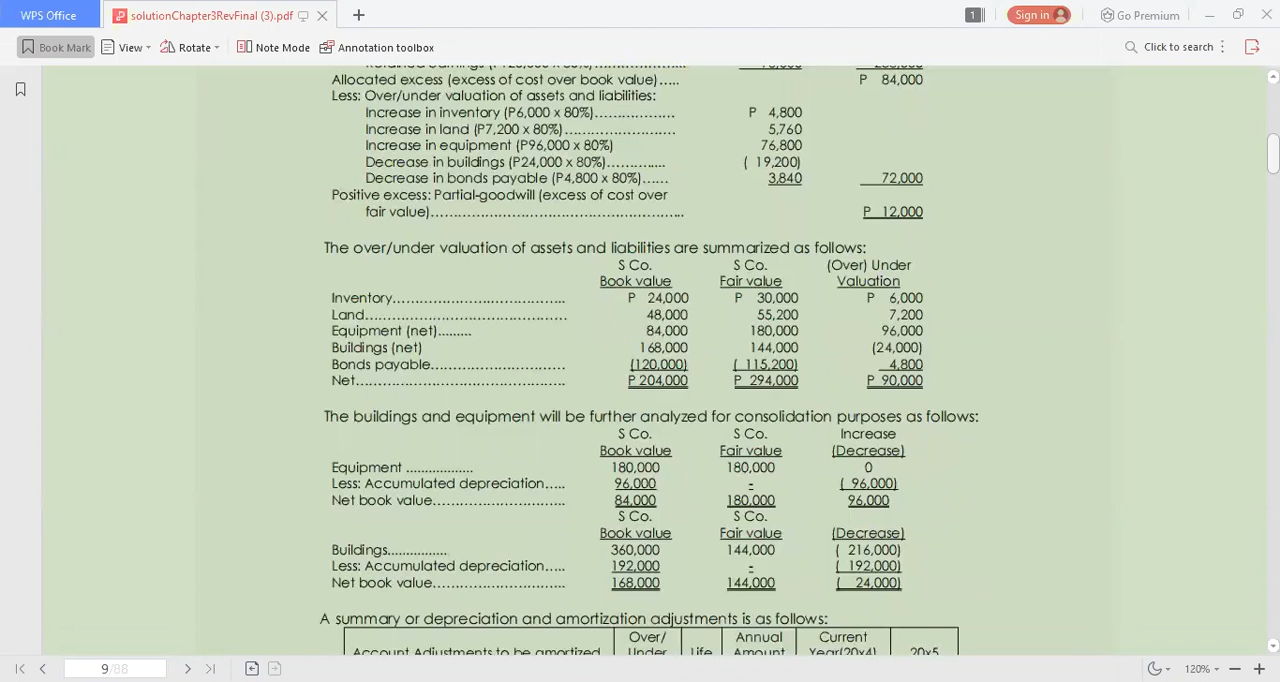 WPS Office
solutionChapter3RevFinal (3).pdf
1
Sign in
Go Premium
Book Mark
View
Rotate
Note Mode
Annotation toolbox
Click to search
Allocated excess (excess of cost over book value)….. P 84,000
Less: Over/under valuation of assets and liabilities:
Increase in inventory (P6,000 x 80%)……………… P 4,800
Increase in land (P7,200 x 80%)…………………… 5,760
Increase in equipment (P96,000 x 80%) 76,800
Decrease in buildings (P24,000 x 80%)………….... ( 19,200)
Decrease in bonds payable (P4,800 x 80%)…… 3,840 72,000
Positive excess: Partial-goodwill (excess of cost over
fair value)………………………………………………….. P 12,000
The over/under valuation of assets and liabilities are summarized as follows:
S Co. S Co. (Over) Under
Book value Fair value Valuation
Inventory…………………………………….. P 24,000 P 30,000 P 6,000
Land………………………………………… 48,000 55,200 7,200
Equipment (net)......... 84,000 180,000 96,000
Buildings (net) 168,000 144,000 (24,000)
Bonds payable……………………………… (120,000) ( 115,200) 4,800
Net…………………………………………….. P 204,000 P 294,000 P 90,000
The buildings and equipment will be further analyzed for consolidation purposes as follows:
S Co. S Co. Increase
Book value Fair value (Decrease)
Equipment .................. 180,000 180,000 0
Less: Accumulated depreciation….. 96,000 - ( 96,000)
Net book value…………………………….. 84,000 180,000 96,000
S Co. S Co.
Book value Fair value (Decrease)
Buildings................ 360,000 144,000 ( 216,000)
Less: Accumulated depreciation….. 192,000 - ( 192,000)
Net book value…………………………….. 168,000 144,000 ( 24,000)
A summary or depreciation and amortization adjustments is as follows:
Over/ Annual Current
Account Adjustments to be amortized Under Life Amount Year(20x4) 20x5
9/88
120%